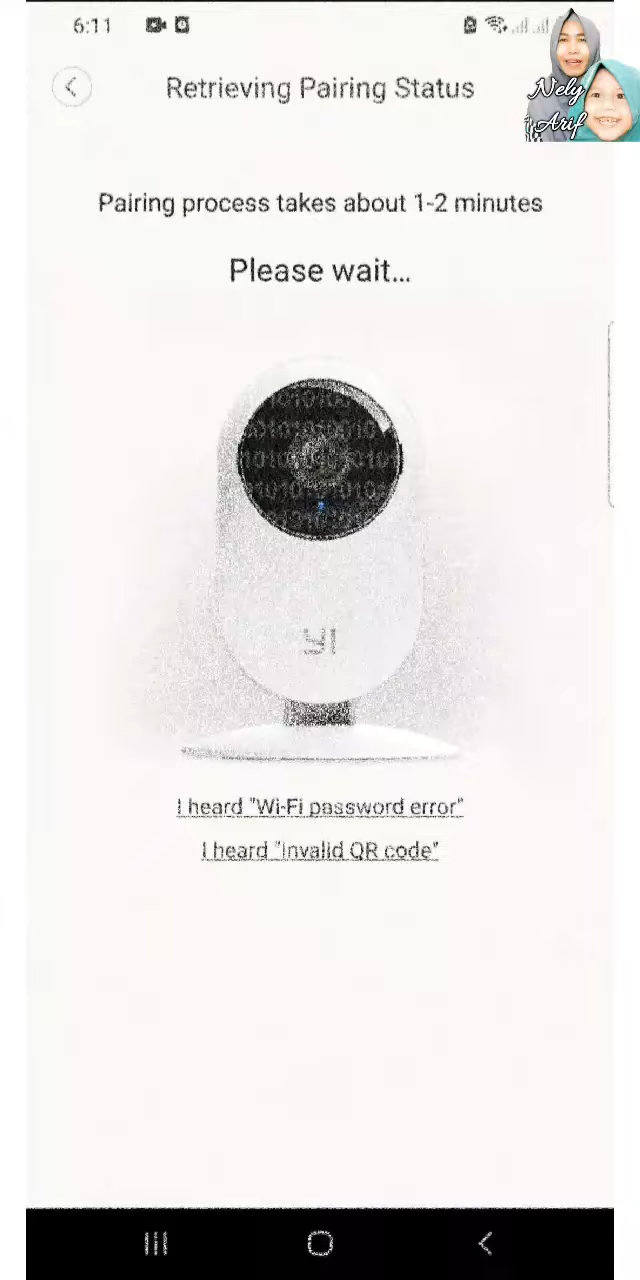 6:11
Retrieving Pairing Status
Nely
Arif
Pairing process takes about 1-2 minutes
Please wait...
YI
I heard "Wi-Fi password error"
I heard "Invalid QR code"